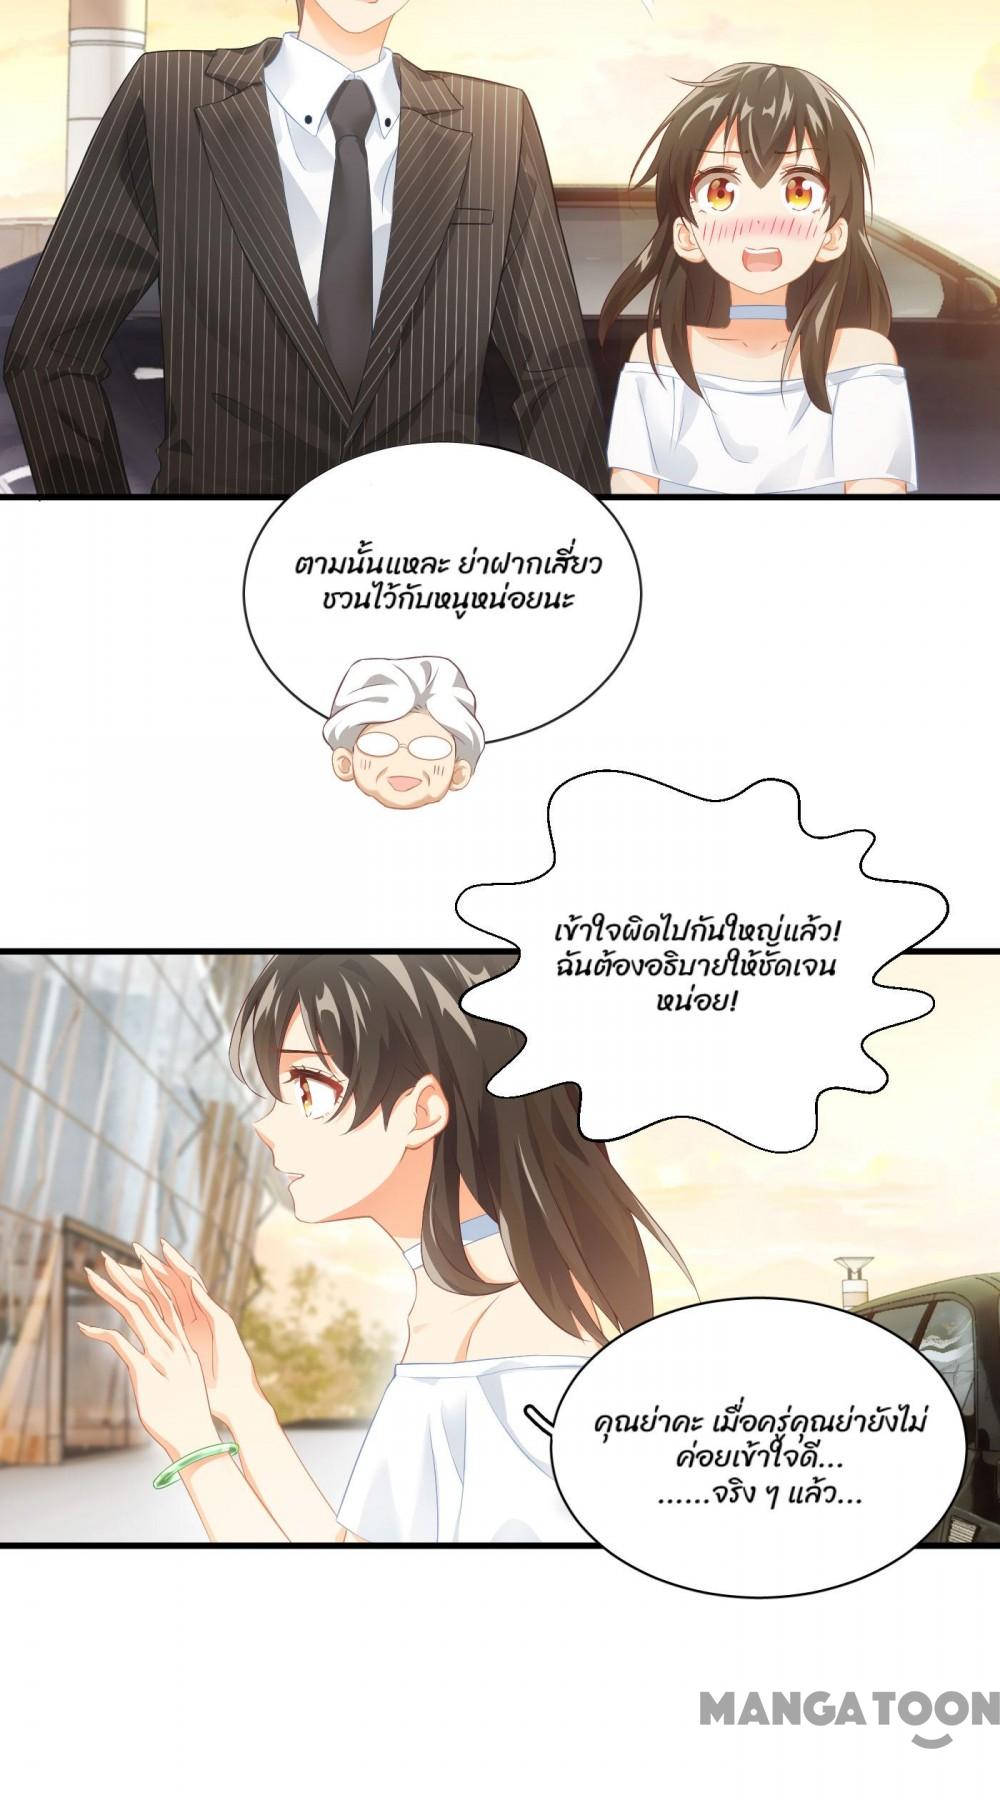 ตามนั้นแหละ ย่าฝากเสี่ยว
ชวนไว้กับหนูหน่อยนะ
เข้าใจผิดไปกันใหญ่แล้ว!
ฉันต้องอธิบายให้ชัดเจน
หน่อย!
คุณย่าคะ เมื่อครู่คุณย่ายังไม่
ค่อยเข้าใจดี...
......จริง ๆ แล้ว...
MANGATOON